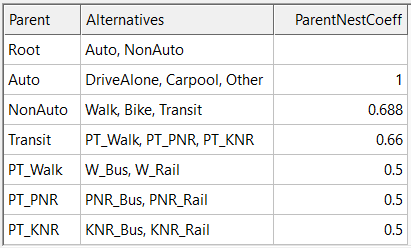 Parent Alternatives ParentNestCoeff
Root Auto, NonAuto
Auto DriveAlone, Carpool, Other 1
NonAuto Walk, Bike, Transit 0.688
Transit PT_Walk, PT_PNR, PT_KNR 0.66
PT_Walk W_Bus, W_Rail 0.5
PT_PNR PNR_Bus, PNR_Rail 0.5
PT_KNR KNR_Bus, KNR_Rail 0.5